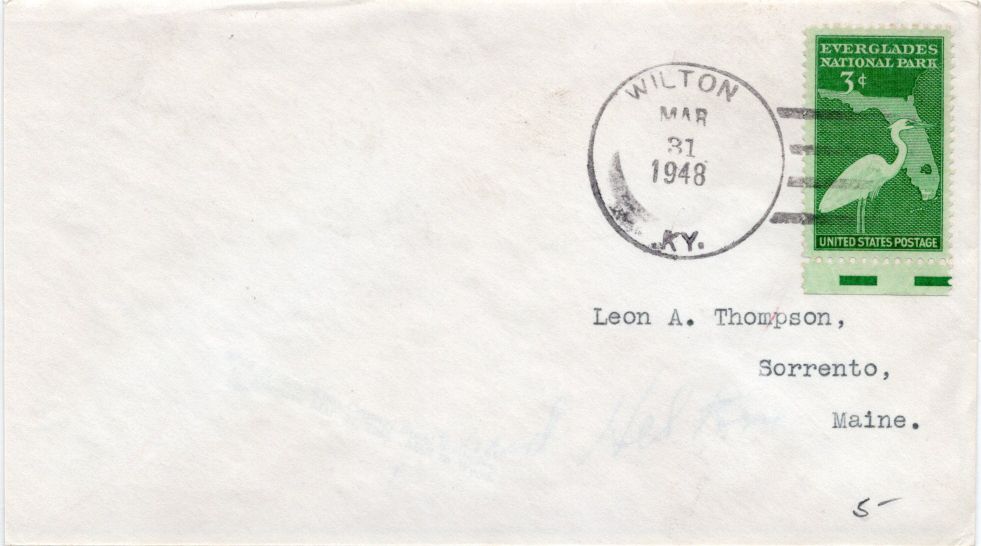 WILTON
MAR
31
1948
.KY.
EVERGLADES
NATIONAL PARK
3¢
UNITED STATES POSTAGE
Leon A. Thompson,
Sorrento,
Maine.
5-